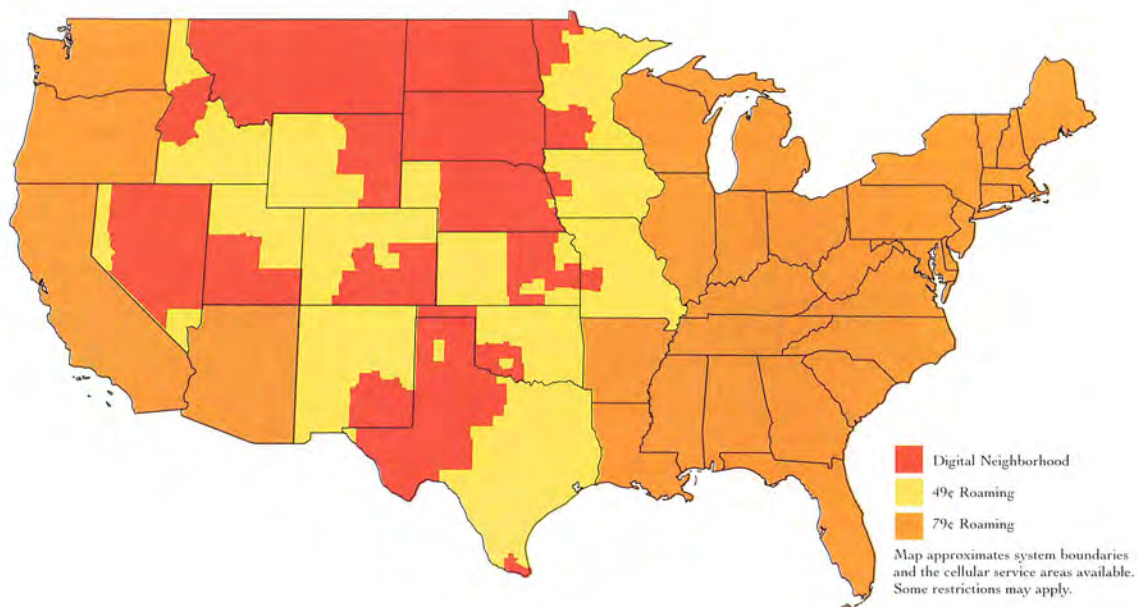 Digital Neighborhood
49¢ Roaming
79¢ Roaming
Map approximates system boundaries
and the cellular service areas available.
Some restrictions may apply.